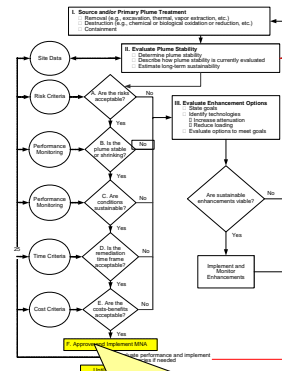 I. Source and/or Primary Plume Treatment
Removal (e.g., excavation, thermal, vapor extraction, etc.)
Destruction (e.g., chemical or biological oxidation or reduction, etc.)
Containment
Site Data
II. Evaluate Plume Stability
Determine plume stability
Describe how plume stability is currently evaluated
Estimate long-term sustainability
Risk Criteria
A. Are the risks
acceptable?
No
Yes
III. Evaluate Enhancement Options
State goals
Identify technologies
Increase attenuation
Reduce loading
Evaluate options to meet goals
Performance
Monitoring
B. Is the
plume stable
or shrinking?
No
Yes
Performance
Monitoring
C. Are
conditions
sustainable?
No
Yes
Are sustainable
enhancements viable?
No
Yes
25
Time Criteria
D. Is the
remediation
time frame
acceptable?
No
Yes
Implement and
Monitor
Enhancements
Cost Criteria
E. Are the
costs-benefits
acceptable?
No
Yes
F. Approve and Implement MNA
evaluate performance and implement
if needed